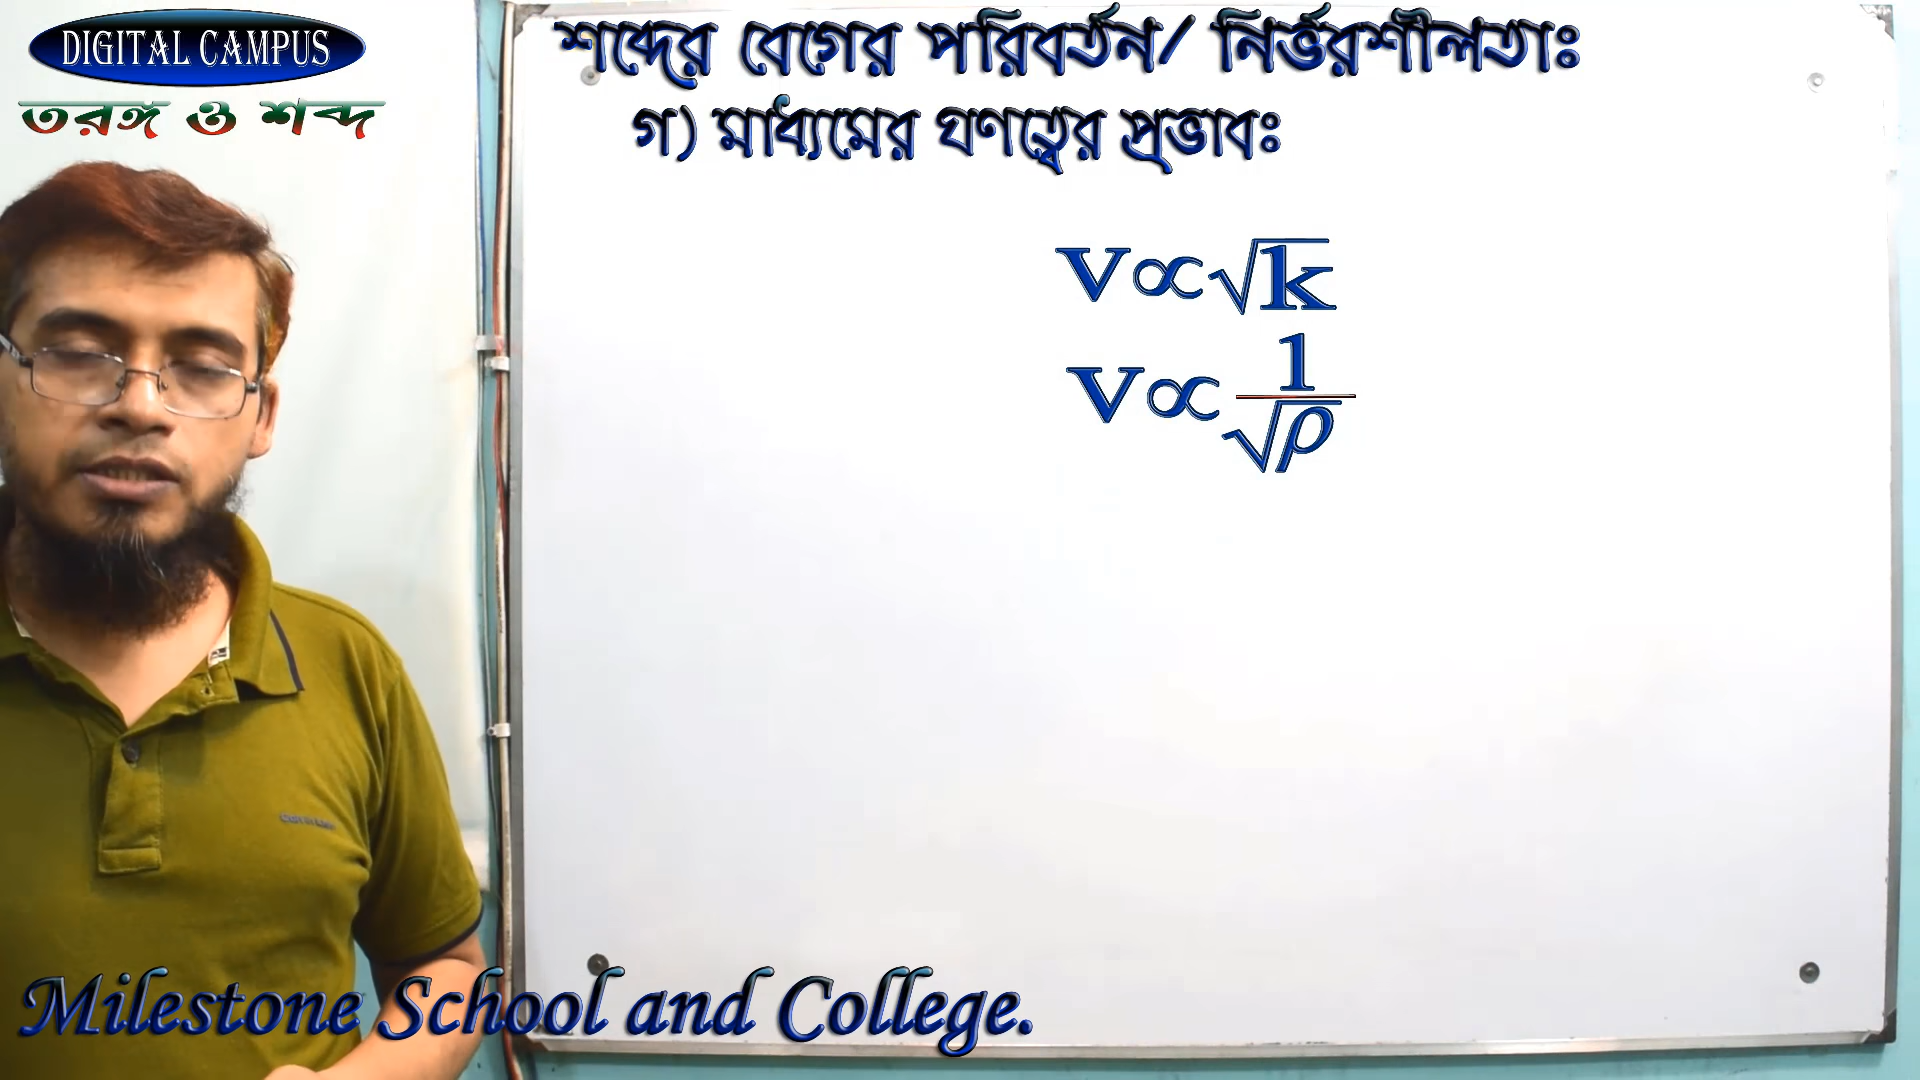 DIGITAL CAMPUS
তরঙ্গ ও শব্দ
শব্দের বেগের পরিবর্তন/ নির্ভরশীলতাঃ
গ) মাধ্যমের ঘণত্বের প্রভাবঃ
v∝√k
v∝1/√ρ
Milestone School and College.